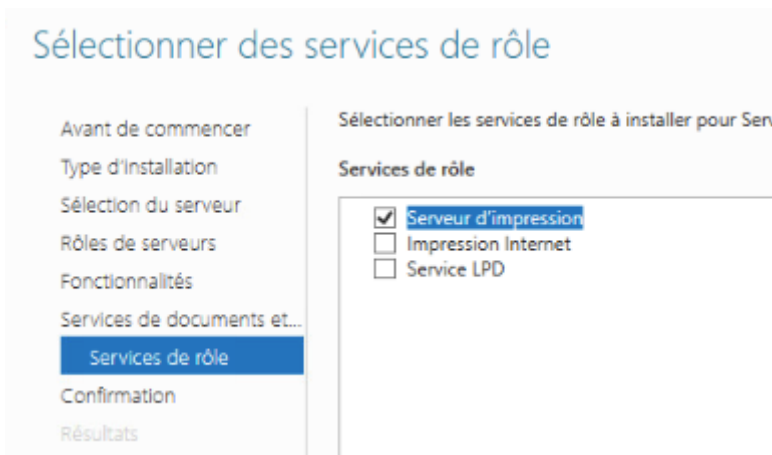 Sélectionner des services de rôle
Avant de commencer
Type d'installation
Sélection du serveur
Rôles de serveurs
Fonctionnalités
Services de documents et...
Services de rôle
Confirmation
Résultats
Sélectionner les services de rôle à installer pour Serv
Services de rôle
Serveur d'impression
Impression Internet
Service LPD